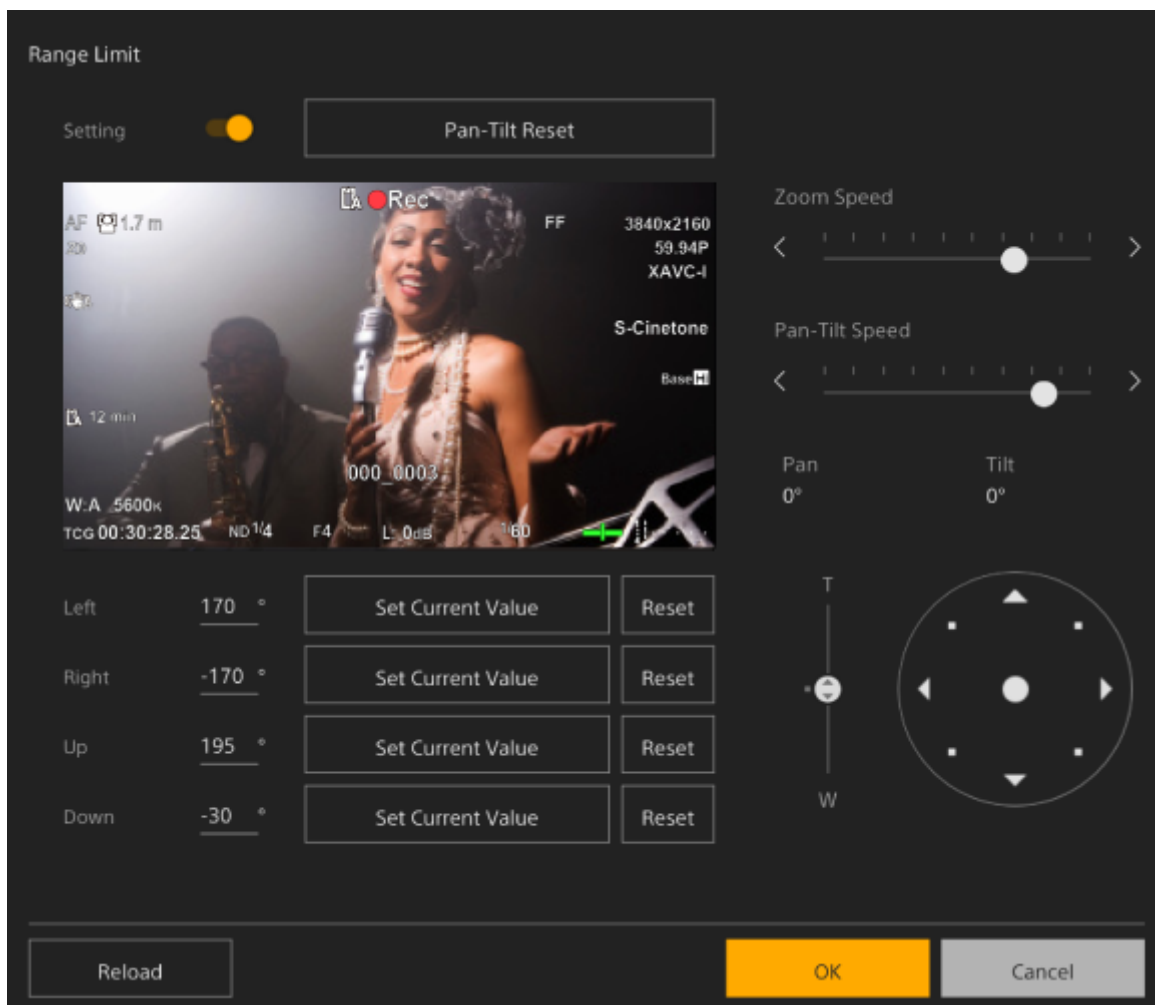 Range Limit
Setting
Pan-Tilt Reset
Rec
AF 1.7 m
FF
3840x2160
59.94P
XAVC-I
S-Cinetone
Base H
12 min
000_0003
W:A 5600K
TCG 00:30:28.25 ND 1/4 F4 L: 0dB 1/60
Zoom Speed
Pan-Tilt Speed
Pan Tilt
0° 0°
T
W
Left 170 ° Set Current Value Reset
Right -170 ° Set Current Value Reset
Up 195 ° Set Current Value Reset
Down -30 ° Set Current Value Reset
Reload
OK
Cancel